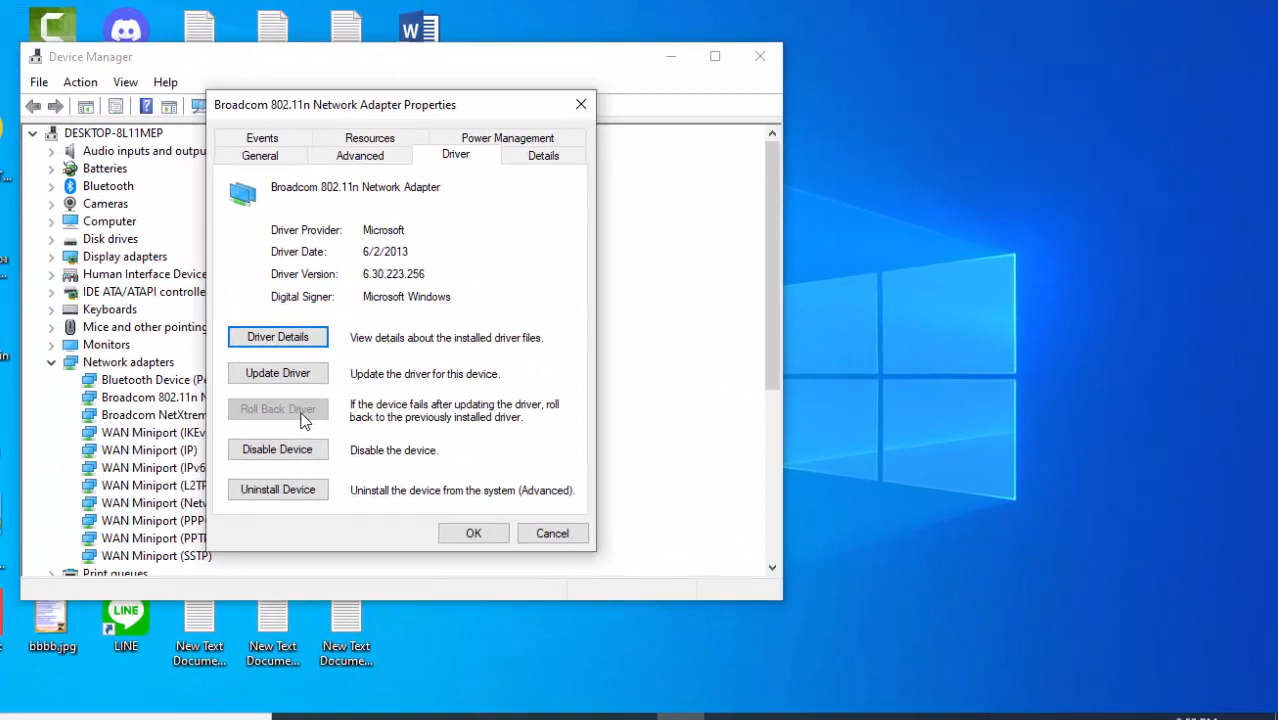 Device Manager
File Action View Help
Broadcom 802.11n Network Adapter Properties
Events Resources Power Management
General Advanced Driver Details
DESKTOP-8L11MEP
Audio inputs and outpu
Batteries
Bluetooth
Cameras
Computer
Disk drives
Display adapters
Human Interface Device
IDE ATA/ATAPI controlle
Keyboards
Mice and other pointing
Monitors
Network adapters
Bluetooth Device (Pe
Broadcom 802.11n N
Broadcom NetXtrem
WAN Miniport (IKEv
WAN Miniport (IP)
WAN Miniport (IPv6
WAN Miniport (L2TP
WAN Miniport (Netw
WAN Miniport (PPP
WAN Miniport (PPTP
WAN Miniport (SSTP)
Print queues
Broadcom 802.11n Network Adapter
Driver Provider: Microsoft
Driver Date: 6/2/2013
Driver Version: 6.30.223.256
Digital Signer: Microsoft Windows
Driver Details View details about the installed driver files.
Update Driver Update the driver for this device.
Roll Back Driver If the device fails after updating the driver, roll
back to the previously installed driver.
Disable Device Disable the device.
Uninstall Device Uninstall the device from the system (Advanced).
OK Cancel
LINE
bbbb.jpg LINE New Text New Text New Text
Docume... Docume... Docume...